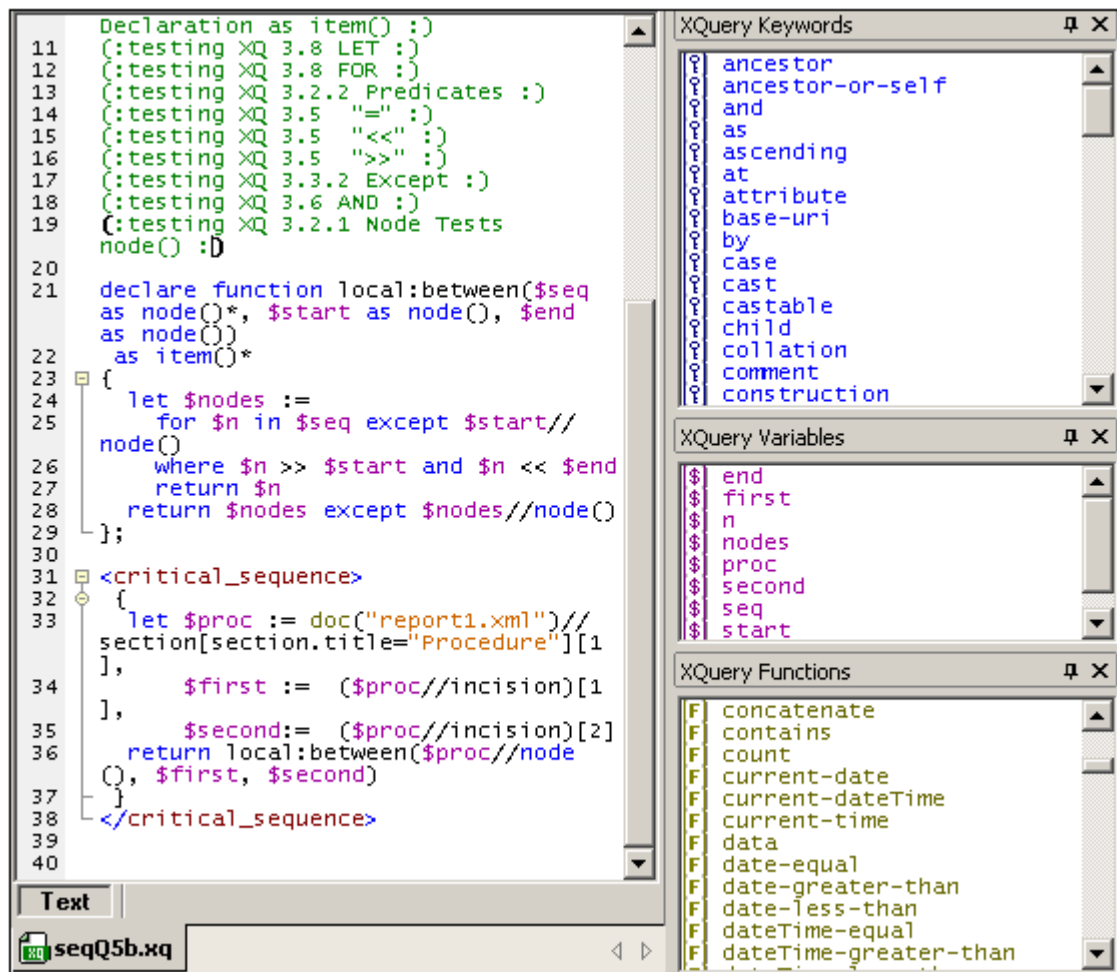 Declaration as item() :)
11 (:testing XQ 3.8 LET :)
12 (:testing XQ 3.8 FOR :)
13 (:testing XQ 3.2.2 Predicates :)
14 (:testing XQ 3.5  "=" :)
15 (:testing XQ 3.5  "<<" :)
16 (:testing XQ 3.5  ">>" :)
17 (:testing XQ 3.3.2 Except :)
18 (:testing XQ 3.6 AND :)
19 (:testing XQ 3.2.1 Node Tests
node() :)
20
21 declare function local:between($seq
as node()*, $start as node(), $end
as node())
22  as item()*
23 {
24   let $nodes :=
25     for $n in $seq except $start//
node()
26     where $n >> $start and $n << $end
27     return $n
28   return $nodes except $nodes//node()
29 };
30
31 <critical_sequence>
32  {
33   let $proc := doc("report1.xml")//
section[section.title="Procedure"][1
],
34       $first :=  ($proc//incision)[1
],
35       $second:=  ($proc//incision)[2]
36   return local:between($proc//node
(), $first, $second)
37  }
38 </critical_sequence>
39
40
Text
seqQ5b.xq
XQuery Keywords
ancestor
ancestor-or-self
and
as
ascending
at
attribute
base-uri
by
case
cast
castable
child
collation
comment
construction
XQuery Variables
$ end
$ first
$ n
$ nodes
$ proc
$ second
$ seq
$ start
XQuery Functions
F concatenate
F contains
F count
F current-date
F current-dateTime
F current-time
F data
F date-equal
F date-greater-than
F date-less-than
F dateTime-equal
F dateTime-greater-than